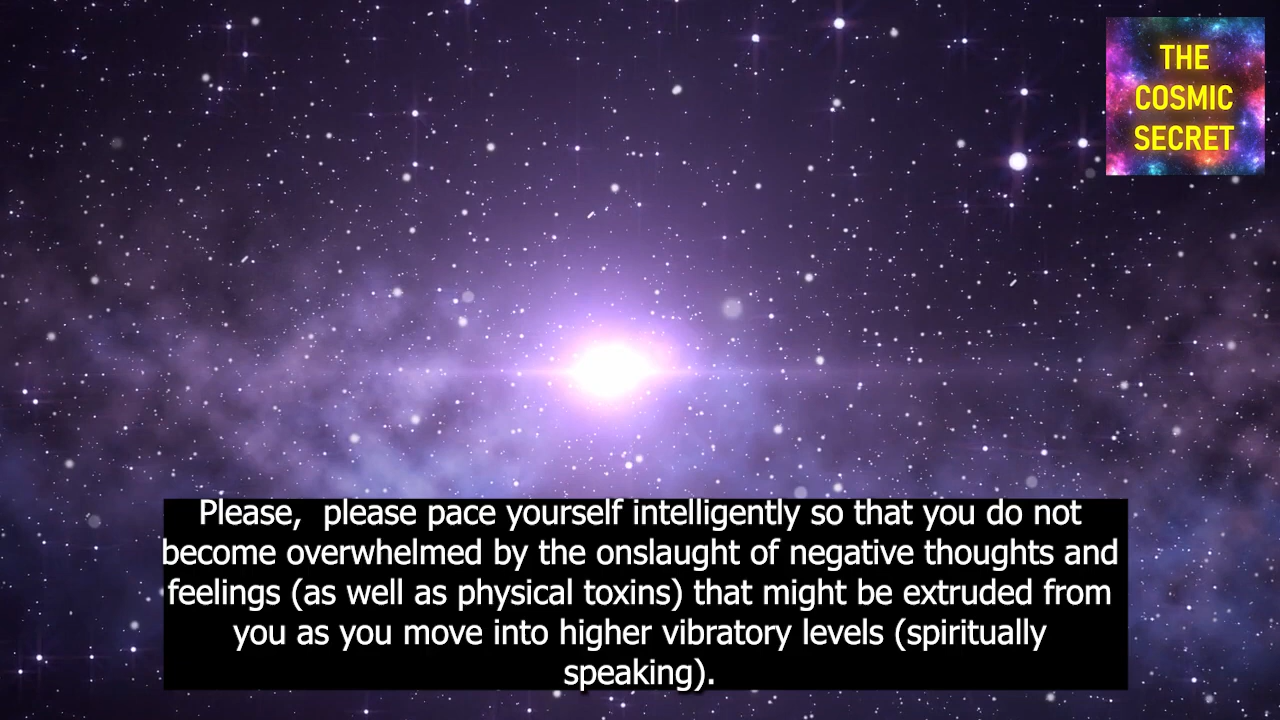 THE
COSMIC
SECRET
Please,  please pace yourself intelligently so that you do not
become overwhelmed by the onslaught of negative thoughts and
feelings (as well as physical toxins) that might be extruded from
you as you move into higher vibratory levels (spiritually
speaking).